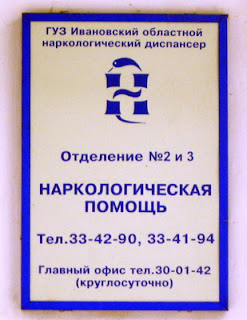 ГУЗ Ивановский областной
наркологический диспансер
Отделение №2 и 3
НАРКОЛОГИЧЕСКАЯ
ПОМОЩЬ
Тел.33-42-90, 33-41-94
Главный офис тел.30-01-42
(круглосуточно)